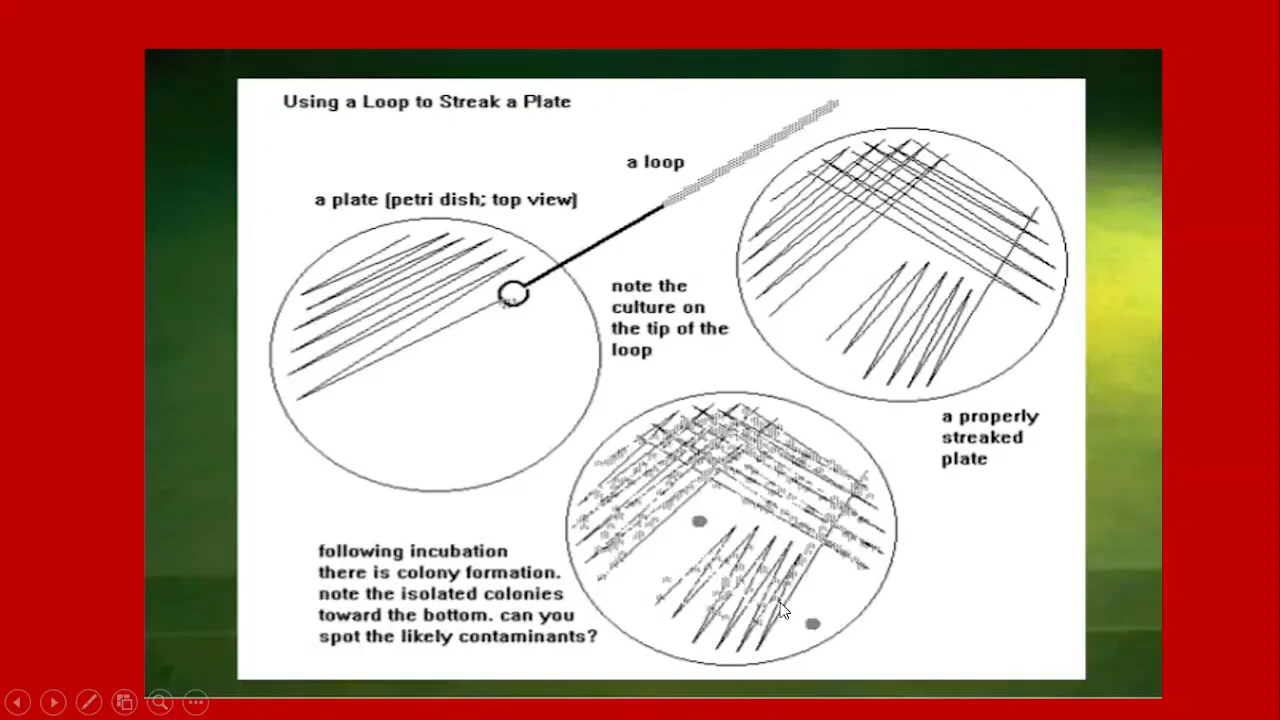 Using a Loop to Streak a Plate
a loop
a plate (petri dish; top view)
note the
culture on
the tip of the
loop
a properly
streaked
plate
following incubation
there is colony formation.
note the isolated colonies
toward the bottom. can you
spot the likely contaminants?